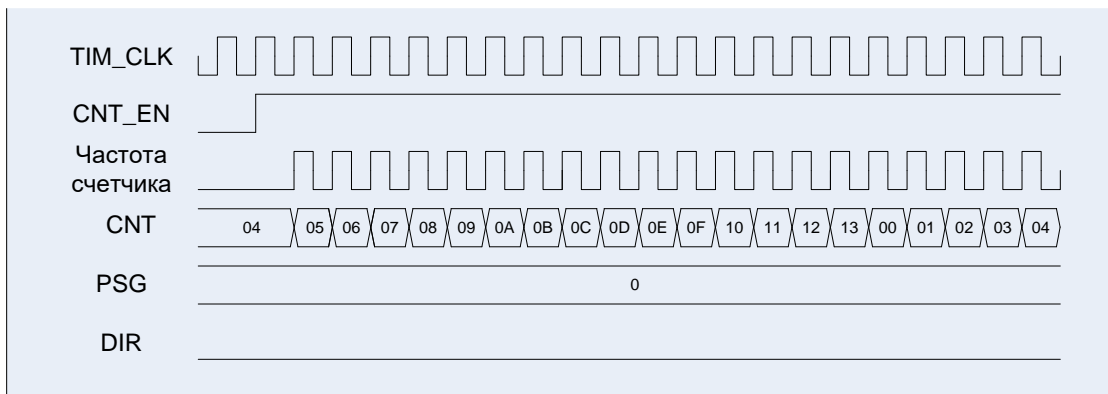 TIM_CLK
CNT_EN
Частота
счетчика
CNT 04 05 06 07 08 09 0A 0B 0C 0D 0E 0F 10 11 12 13 00 01 02 03 04
PSG 0
DIR